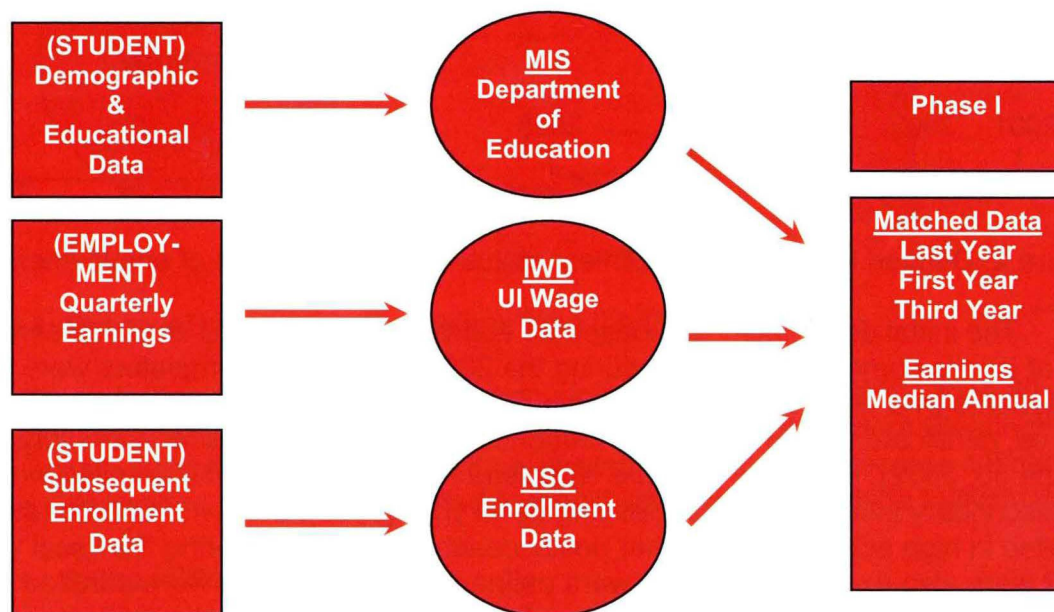 (STUDENT)
Demographic
&
Educational
Data
MIS
Department
of
Education
Phase I
(EMPLOY-
MENT)
Quarterly
Earnings
IWD
UI Wage
Data
Matched Data
Last Year
First Year
Third Year
Earnings
Median Annual
(STUDENT)
Subsequent
Enrollment
Data
NSC
Enrollment
Data